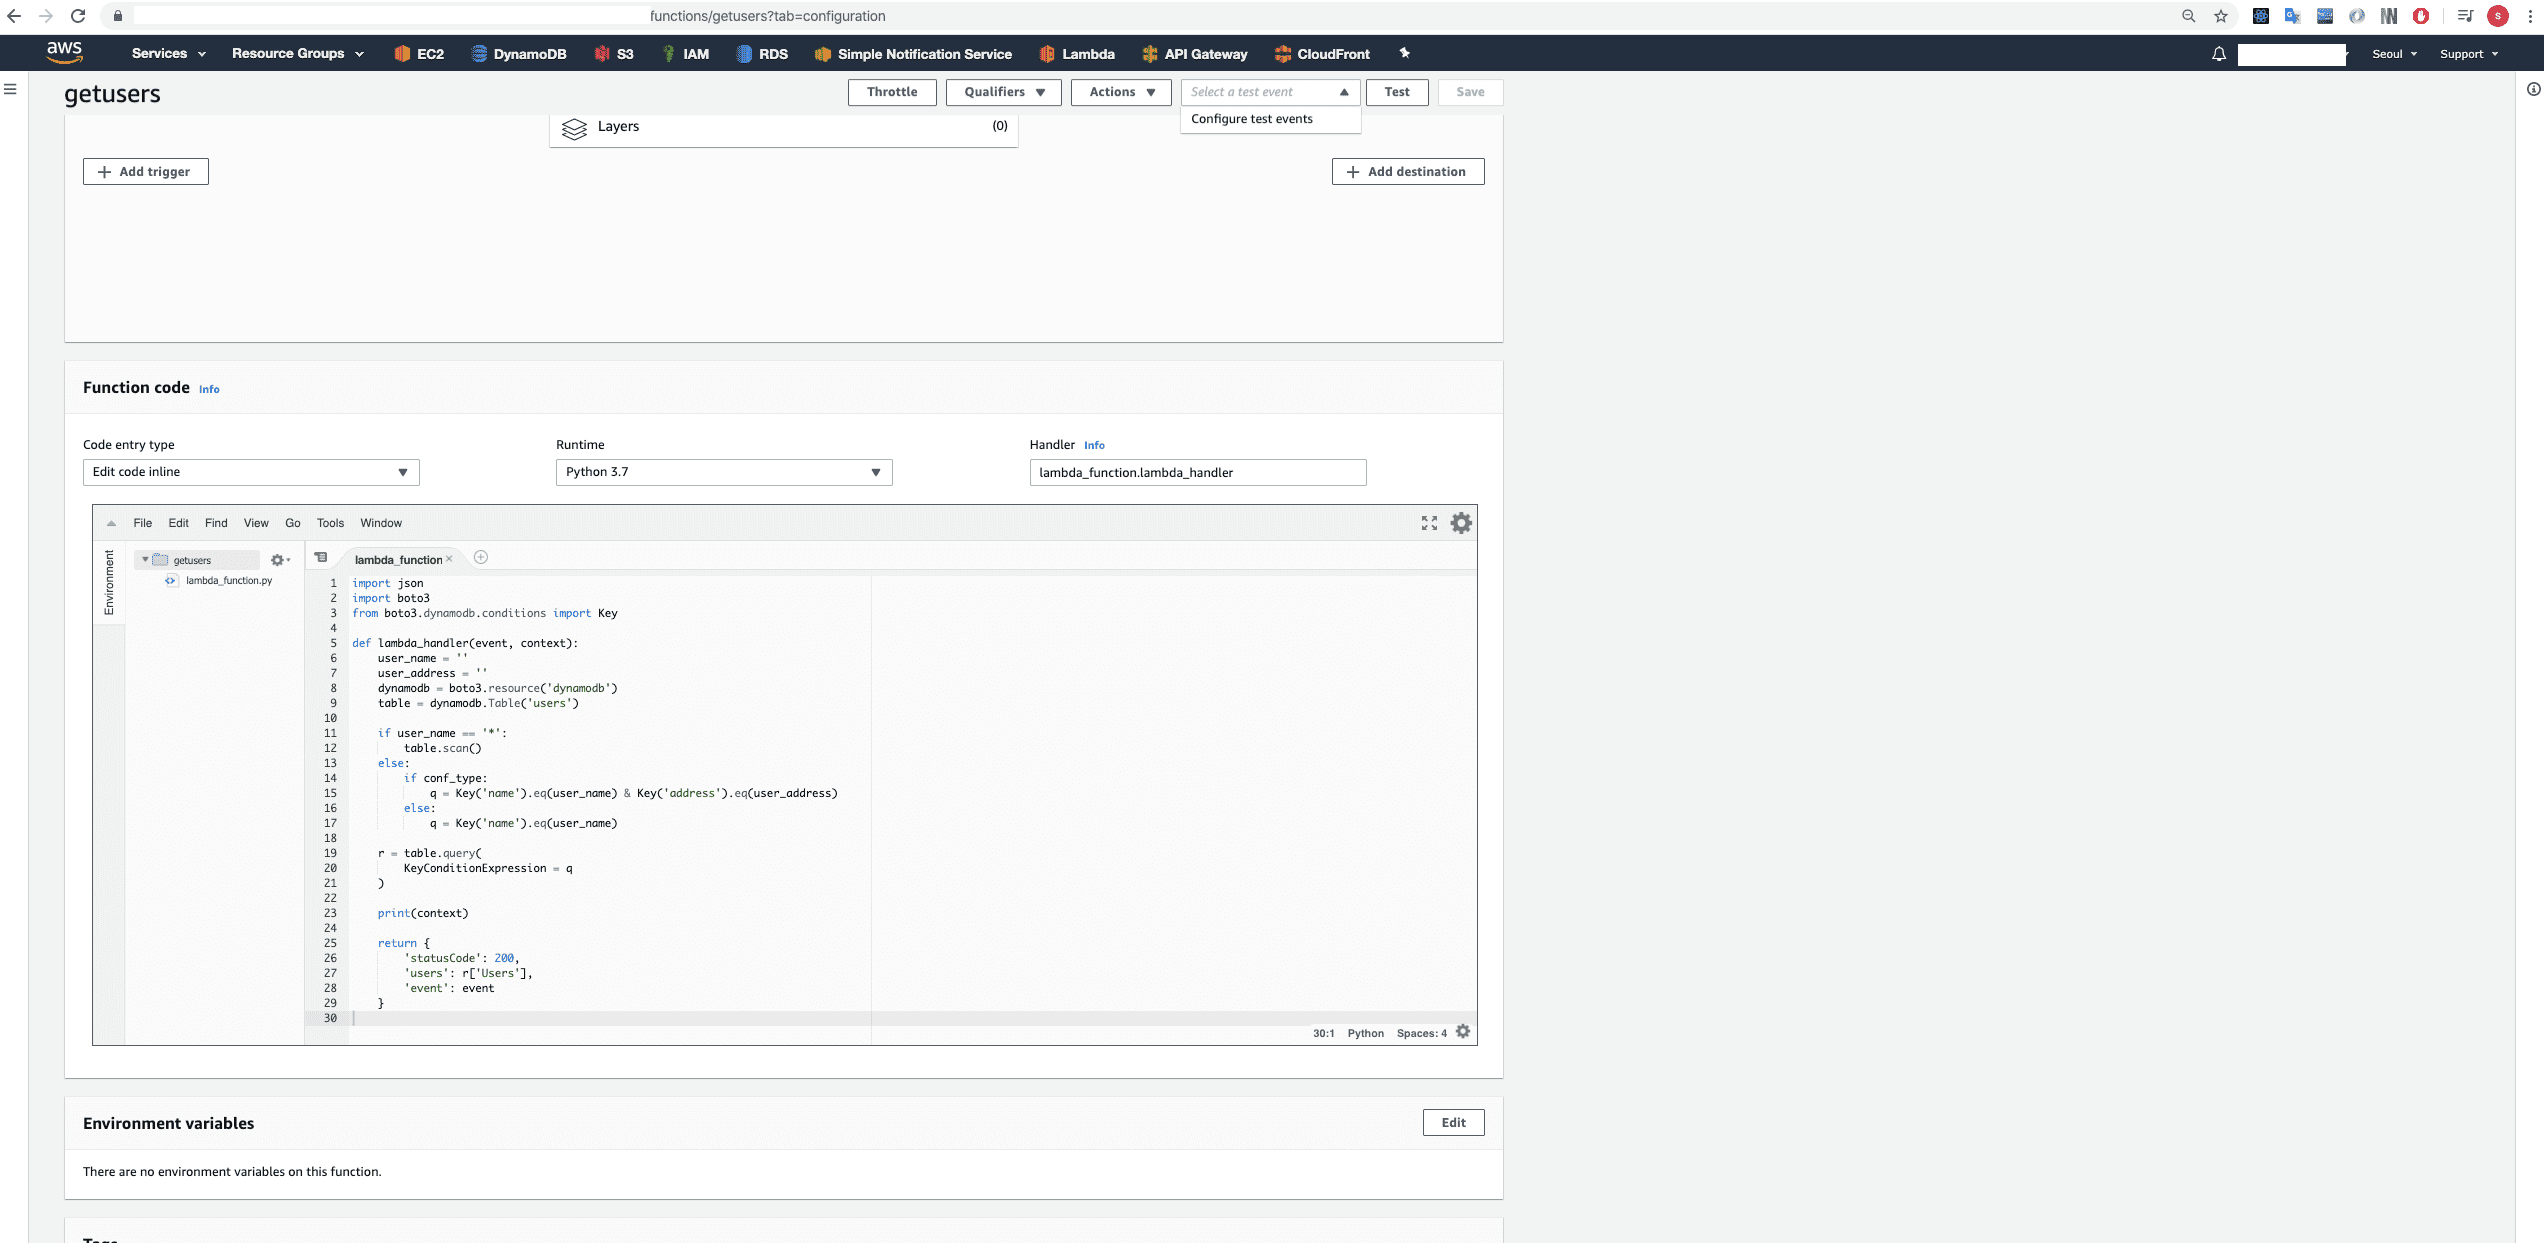 functions/getusers?tab=configuration
S
aws
Services
Resource Groups
EC2
DynamoDB
S3
IAM
RDS
Simple Notification Service
Lambda
API Gateway
CloudFront
Seoul
Support
getusers
Throttle
Qualifiers
Actions
Select a test event
Test
Save
Configure test events
Layers
(0)
Add trigger
Add destination
Function code Info
Code entry type
Runtime
Handler Info
Edit code inline
Python 3.7
lambda_function.lambda_handler
File Edit Find View Go Tools Window
Environment
getusers
lambda_function.py
lambda_function
1 import json
2 import boto3
3 from boto3.dynamodb.conditions import Key
4
5 def lambda_handler(event, context):
6     user_name = ''
7     user_address = ''
8     dynamodb = boto3.resource('dynamodb')
9     table = dynamodb.Table('users')
10
11     if user_name == '*':
12         table.scan()
13     else:
14         if conf_type:
15             q = Key('name').eq(user_name) & Key('address').eq(user_address)
16         else:
17             q = Key('name').eq(user_name)
18
19     r = table.query(
20         KeyConditionExpression = q
21     )
22
23     print(context)
24
25     return {
26         'statusCode': 200,
27         'users': r['Users'],
28         'event': event
29     }
30
30:1 Python Spaces: 4
Environment variables
Edit
There are no environment variables on this function.
Tags